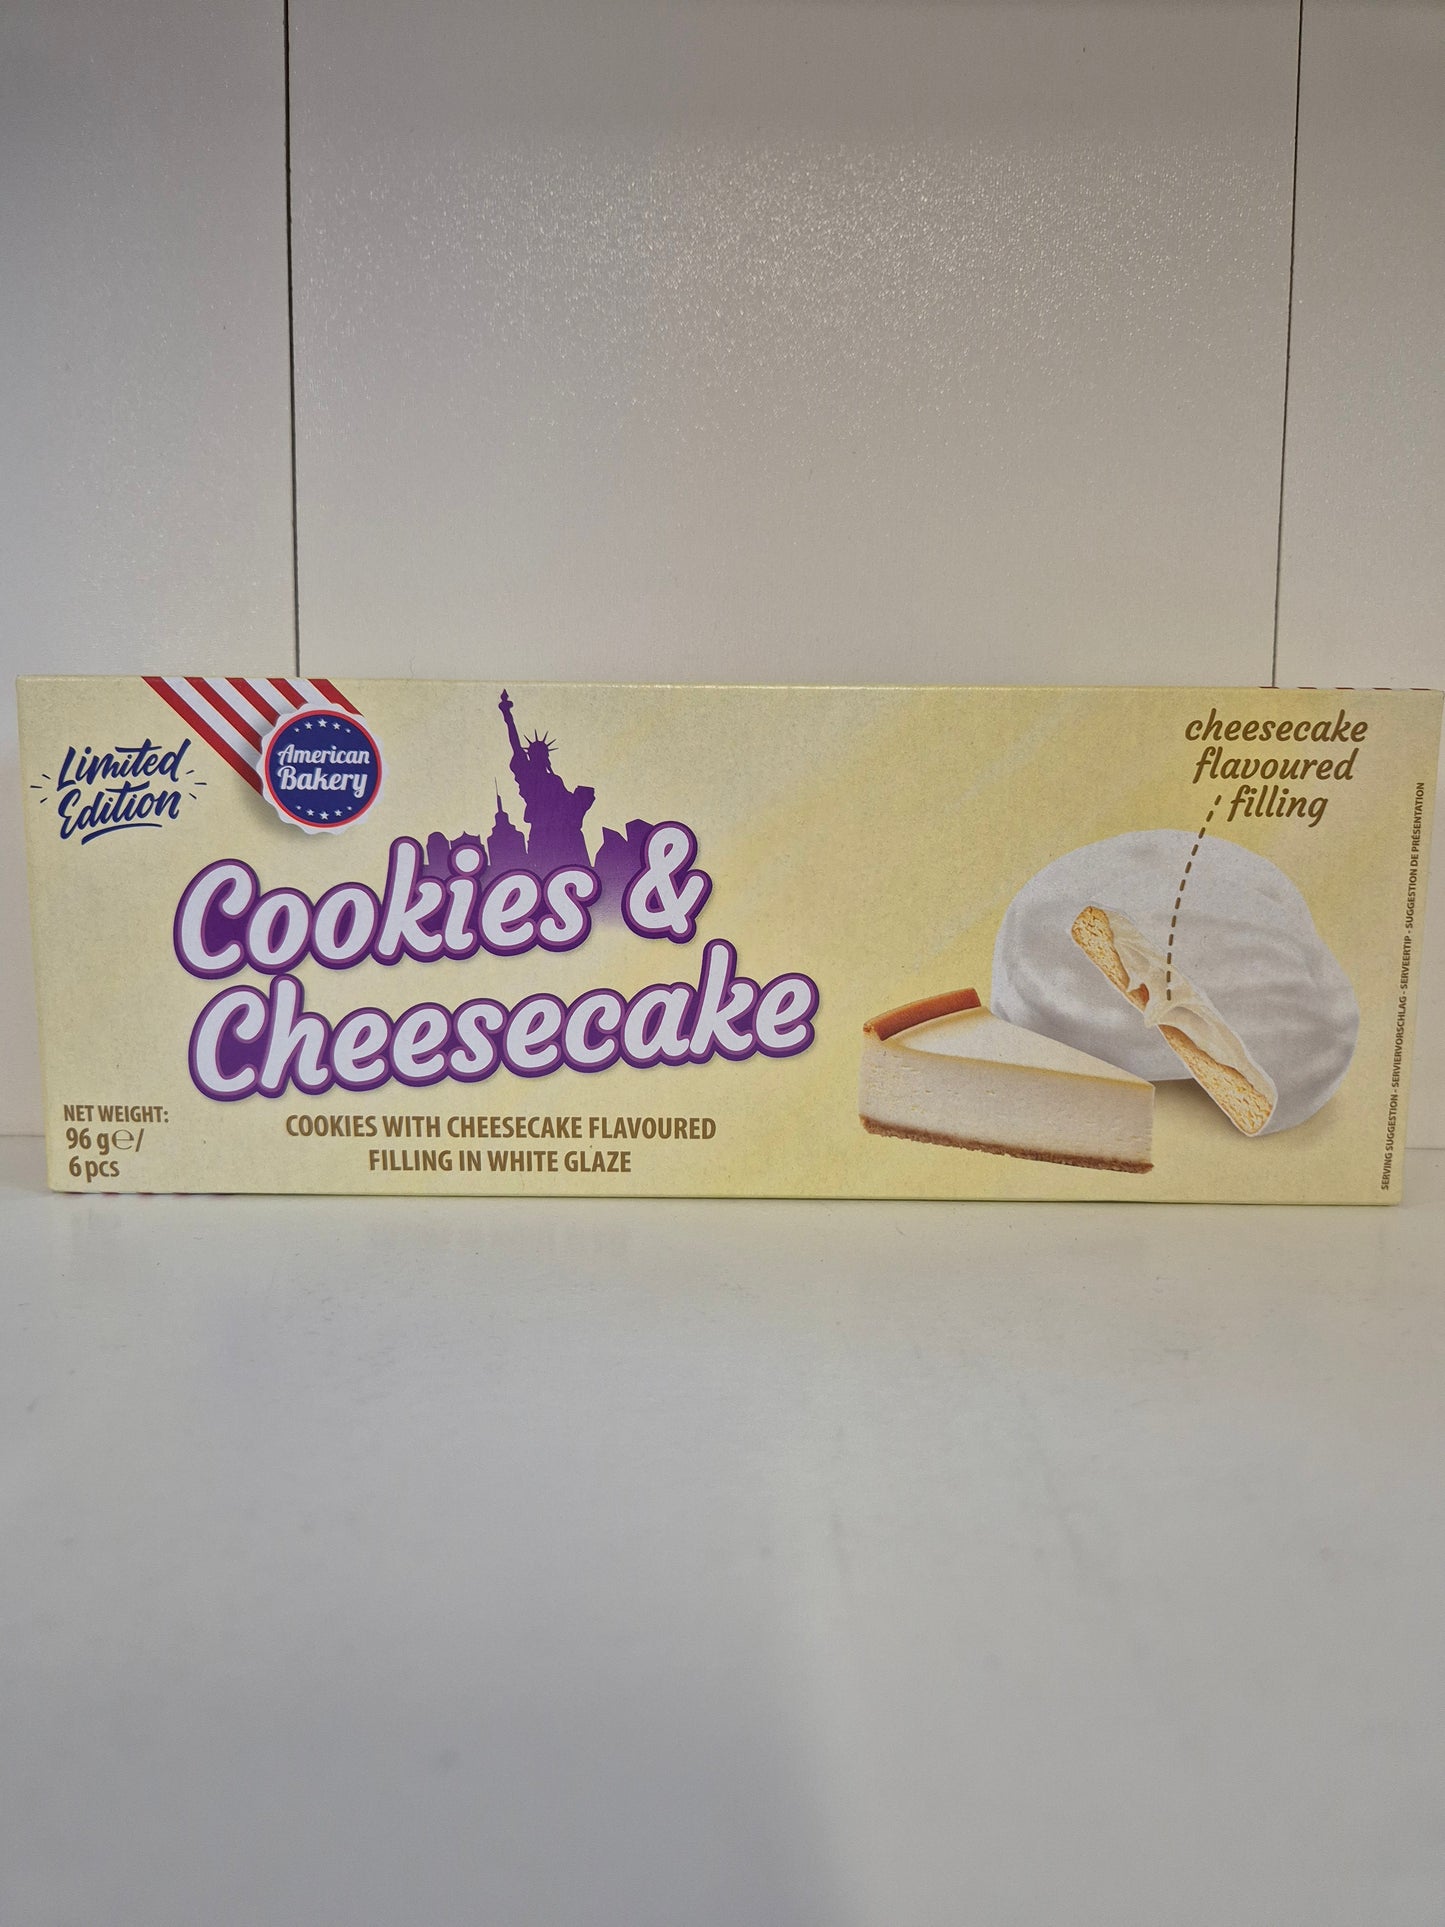 Limited
Edition
American
Bakery
Cookies &
Cheesecake
NET WEIGHT:
96 g℮/
6 pcs
COOKIES WITH CHEESECAKE FLAVOURED
FILLING IN WHITE GLAZE
cheesecake
flavoured
filling
SERVING SUGGESTION - SERVIERVORSCHLAG - SERVEERTIP - SUGGESTION DE PRÉSENTATION